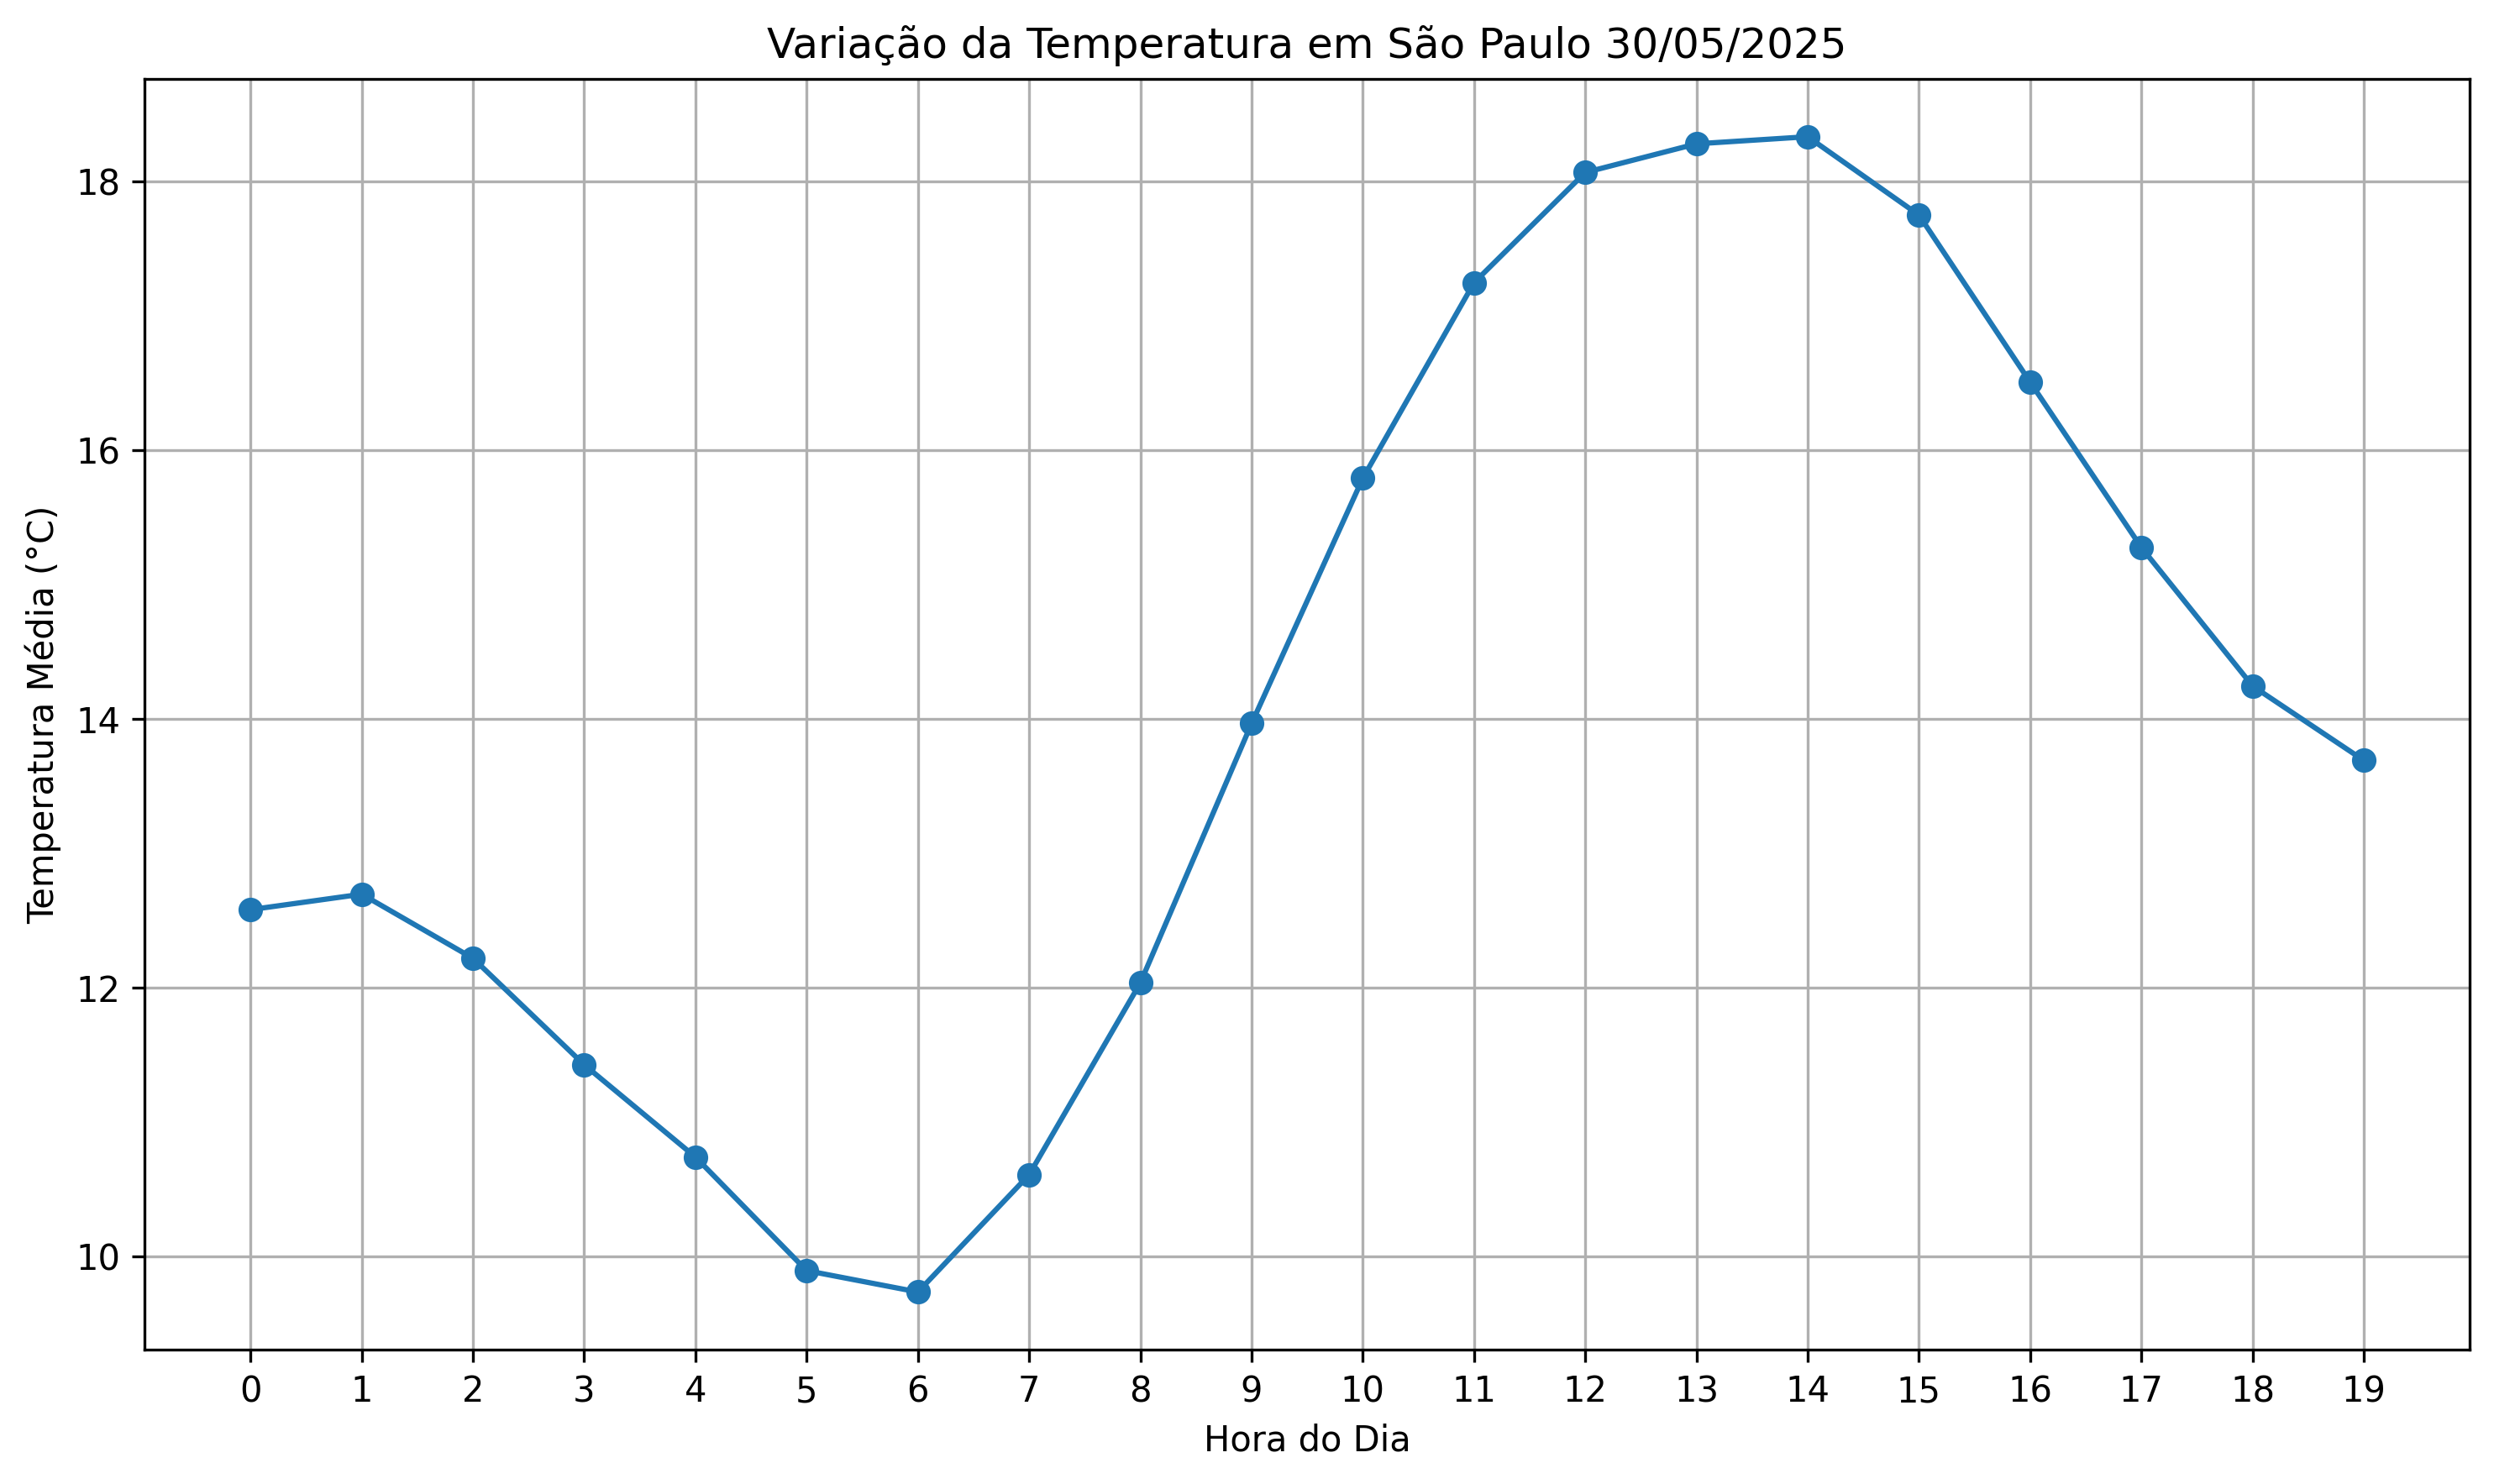 Variação da Temperatura em São Paulo 30/05/2025
Temperatura Média (°C)
18
16
14
12
10
0 1 2 3 4 5 6 7 8 9 10 11 12 13 14 15 16 17 18 19
Hora do Dia